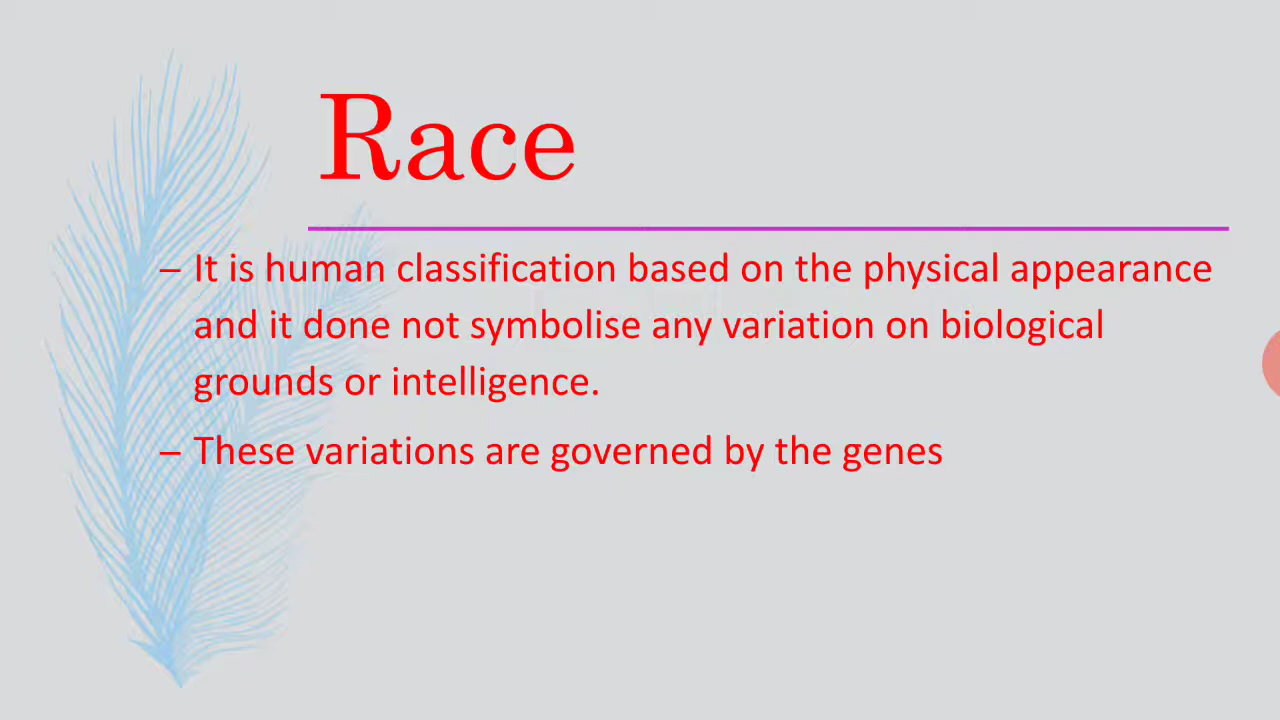 Race
– It is human classification based on the physical appearance
and it done not symbolise any variation on biological
grounds or intelligence.
– These variations are governed by the genes